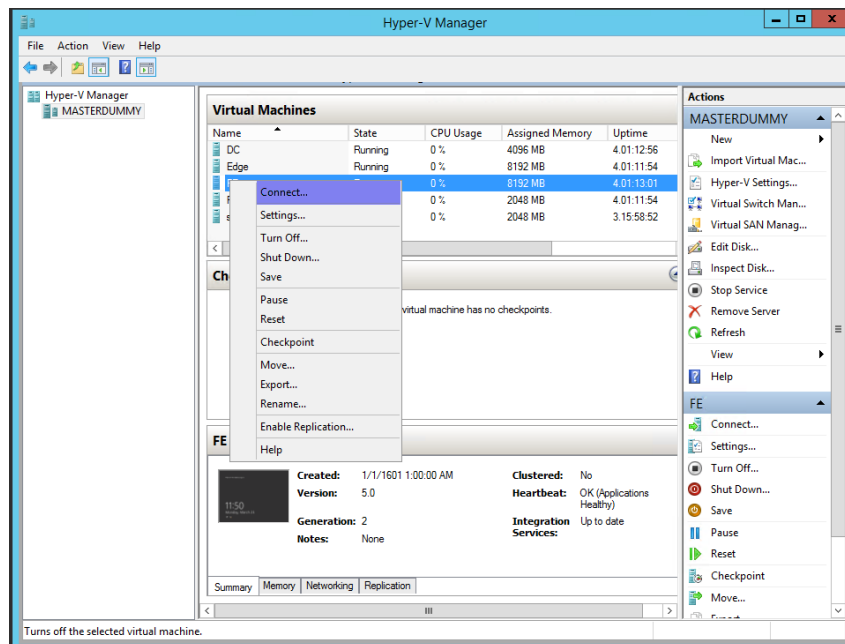 Hyper-V Manager
File Action View Help
Hyper-V Manager
MASTERDUMMY
Virtual Machines
Name State CPU Usage Assigned Memory Uptime
DC Running 0 % 4096 MB 4.01:12:56
Edge Running 0 % 8192 MB 4.01:11:54
0 % 8192 MB 4.01:13:01
0 % 2048 MB 4.01:11:54
0 % 2048 MB 3.15:58:52
Connect...
Settings...
Turn Off...
Shut Down...
Save
Pause
Reset
Checkpoint
Move...
Export...
Rename...
Enable Replication...
Help
Ch
virtual machine has no checkpoints.
FE
11:50
Created: 1/1/1601 1:00:00 AM Clustered: No
Version: 5.0 Heartbeat: OK (Applications
Healthy)
Generation: 2 Integration Up to date
Services:
Notes: None
Summary Memory Networking Replication
Actions
MASTERDUMMY
New
Import Virtual Mac...
Hyper-V Settings...
Virtual Switch Man...
Virtual SAN Manag...
Edit Disk...
Inspect Disk...
Stop Service
Remove Server
Refresh
View
Help
FE
Connect...
Settings...
Turn Off...
Shut Down...
Save
Pause
Reset
Checkpoint
Move...
Turns off the selected virtual machine.